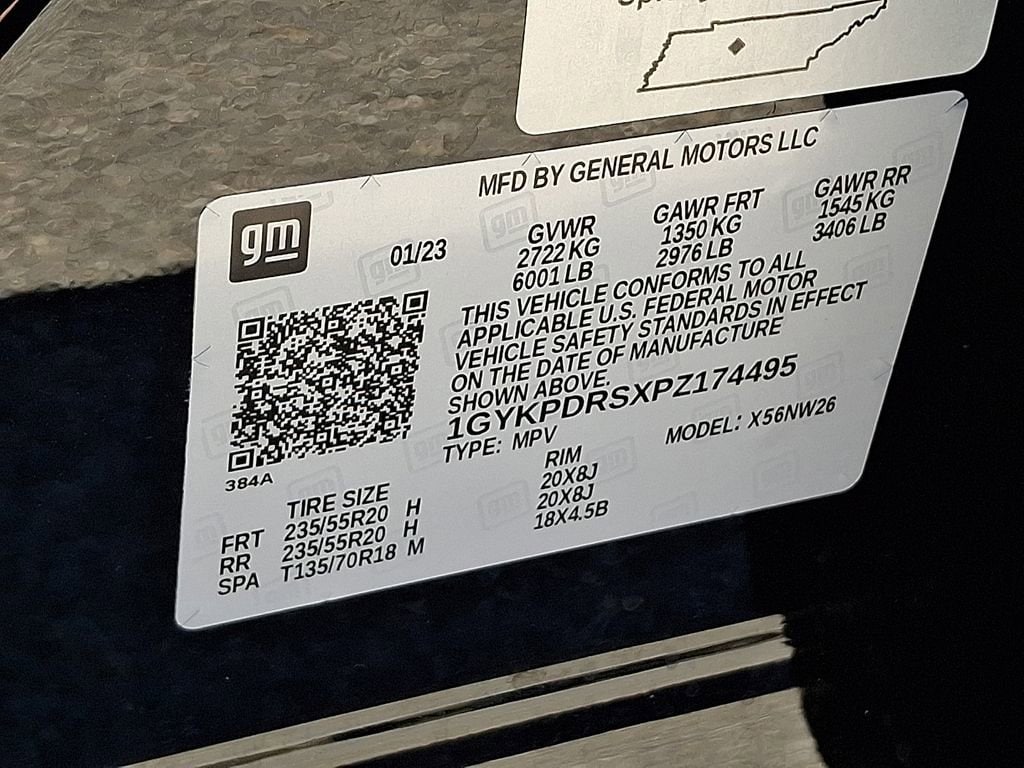 MFD BY GENERAL MOTORS LLC
gm
01/23
GVWR
2722 KG
6001 LB
GAWR FRT
1350 KG
2976 LB
GAWR RR
1545 KG
3406 LB
THIS VEHICLE CONFORMS TO ALL
APPLICABLE U.S. FEDERAL MOTOR
VEHICLE SAFETY STANDARDS IN EFFECT
ON THE DATE OF MANUFACTURE
SHOWN ABOVE.
1GYKPDRSXPZ174495
TYPE: MPV
MODEL: X56NW26
384A
TIRE SIZE
RIM
FRT 235/55R20 H 20X8J
RR 235/55R20 H 20X8J
SPA T135/70R18 M 18X4.5B